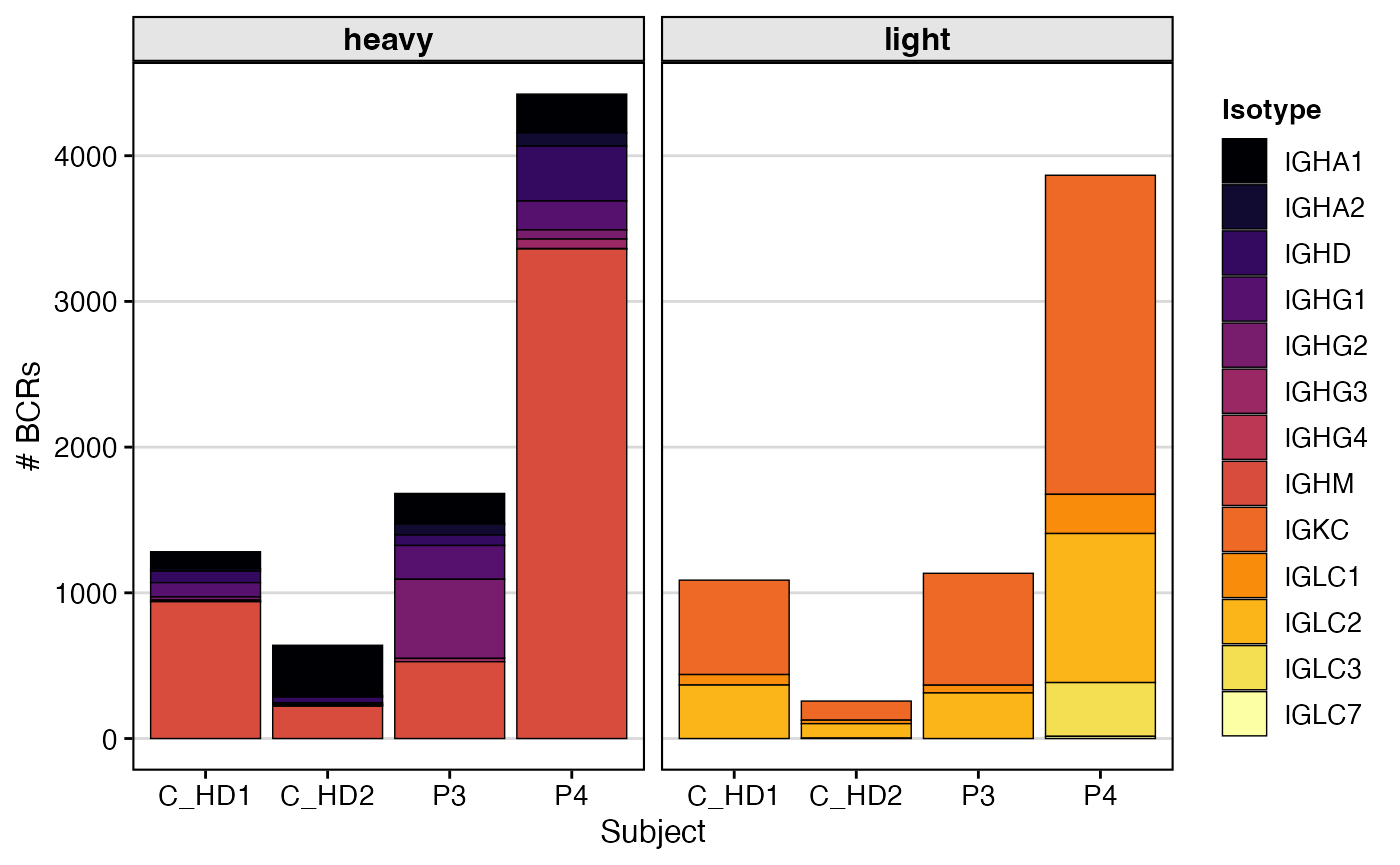 heavy
light
# BCRs
4000
3000
2000
1000
0
C_HD1 C_HD2 P3 P4
C_HD1 C_HD2 P3 P4
Subject
Isotype
IGHA1
IGHA2
IGHD
IGHG1
IGHG2
IGHG3
IGHG4
IGHM
IGKC
IGLC1
IGLC2
IGLC3
IGLC7